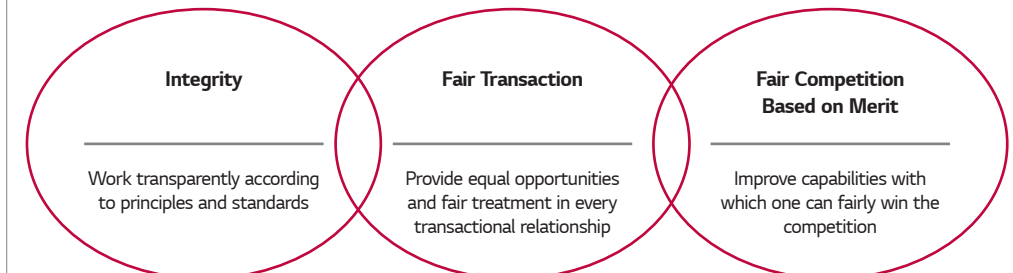 Integrity
Work transparently according
to principles and standards
Fair Transaction
Provide equal opportunities
and fair treatment in every
transactional relationship
Fair Competition
Based on Merit
Improve capabilities with
which one can fairly win the
competition